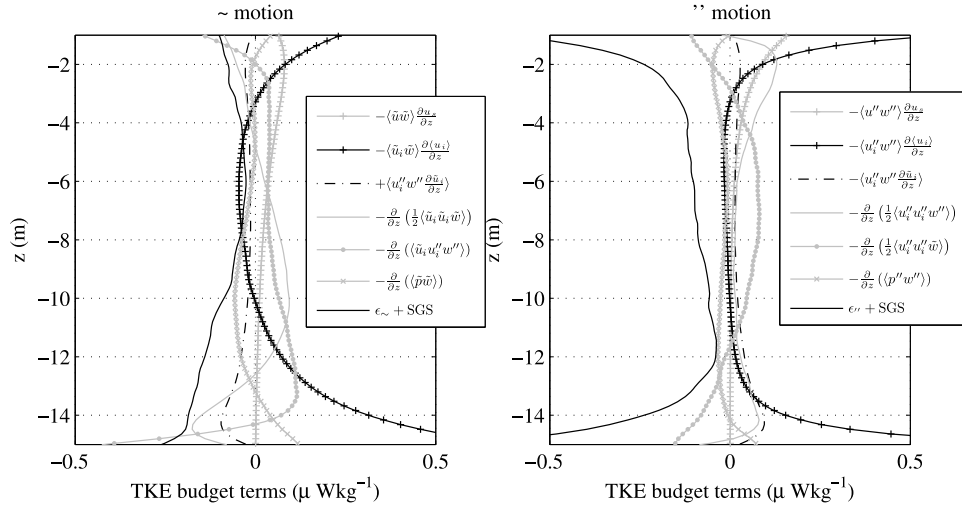 ~ motion
−2
−4
−6
−8
−10
−12
−14
z (m)
−⟨ũw̃⟩ ∂u_s/∂z
−⟨ũ_i w̃⟩ ∂⟨u_i⟩/∂z
+⟨u''_i w'' ∂ũ_i/∂z⟩
−∂/∂z (½⟨ũ_i ũ_i w̃⟩)
−∂/∂z (⟨ũ_i u''_i w''⟩)
−∂/∂z (⟨p̃w̃⟩)
ϵ_~ + SGS
−0.5
0
0.5
TKE budget terms (μ Wkg⁻¹)
'' motion
−2
−4
−6
−8
−10
−12
−14
z (m)
−⟨u''w''⟩ ∂u_s/∂z
−⟨u''_i w''⟩ ∂⟨u_i⟩/∂z
−⟨u''_i w'' ∂ũ_i/∂z⟩
−∂/∂z (½⟨u''_i u''_i w''⟩)
−∂/∂z (½⟨u''_i u''_i w̃⟩)
−∂/∂z (⟨p''w''⟩)
ϵ_'' + SGS
−0.5
0
0.5
TKE budget terms (μ Wkg⁻¹)